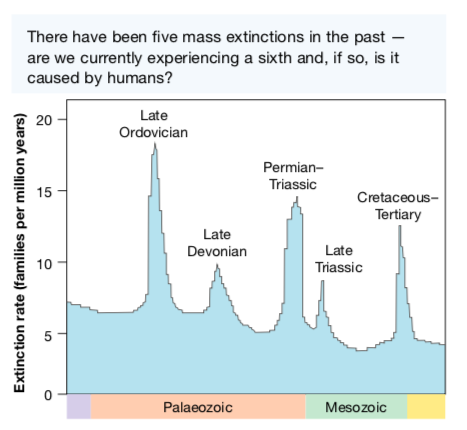 There have been five mass extinctions in the past —
are we currently experiencing a sixth and, if so, is it
caused by humans?
Extinction rate (families per million years)
20
15
10
5
0
Late
Ordovician
Late
Devonian
Permian–
Triassic
Late
Triassic
Cretaceous–
Tertiary
Palaeozoic
Mesozoic